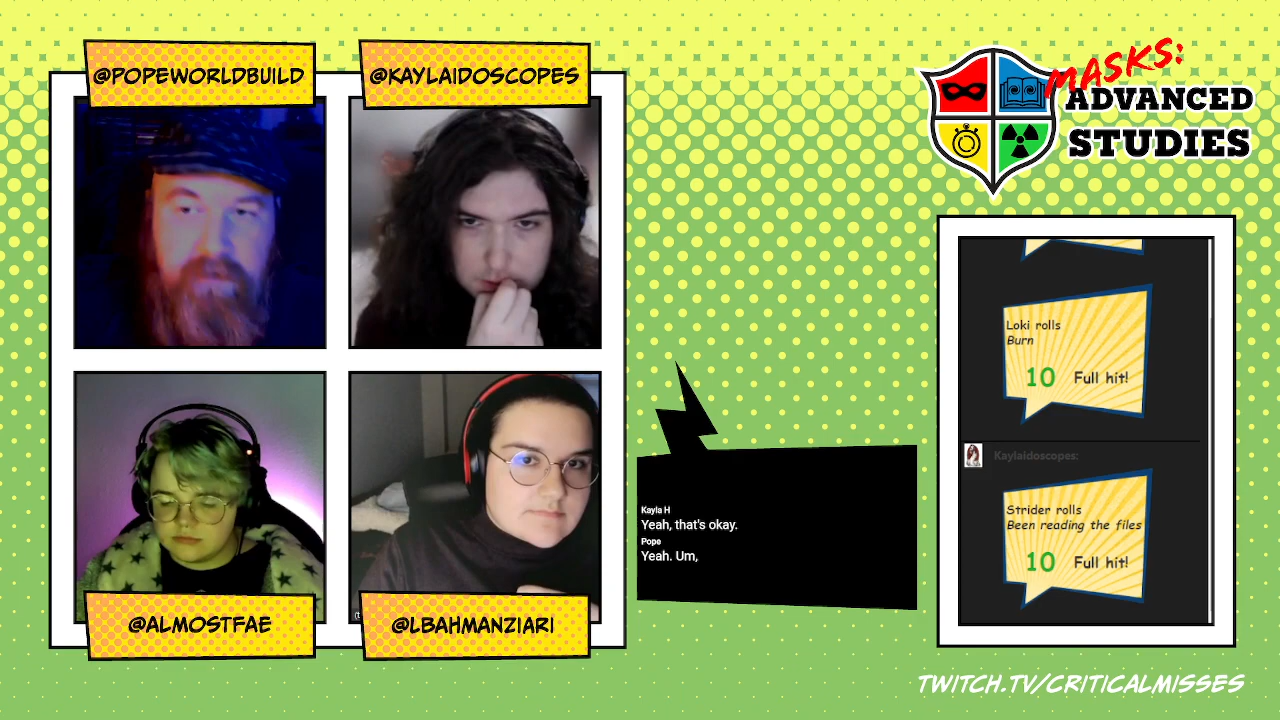 @POPEWORLDBUILD
@KAYLAIDOSCOPES
@ALMOSTFAE
@LBAHMANZIARI
Kayla H
Yeah, that's okay.
Pope
Yeah. Um,
MASKS:
ADVANCED
STUDIES
Loki rolls
Burn
10 Full hit!
Kaylaidoscopes:
Strider rolls
Been reading the files
10 Full hit!
TWITCH.TV/CRITICALMISSES